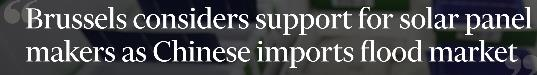 Brussels considers support for solar panel
makers as Chinese imports flood market